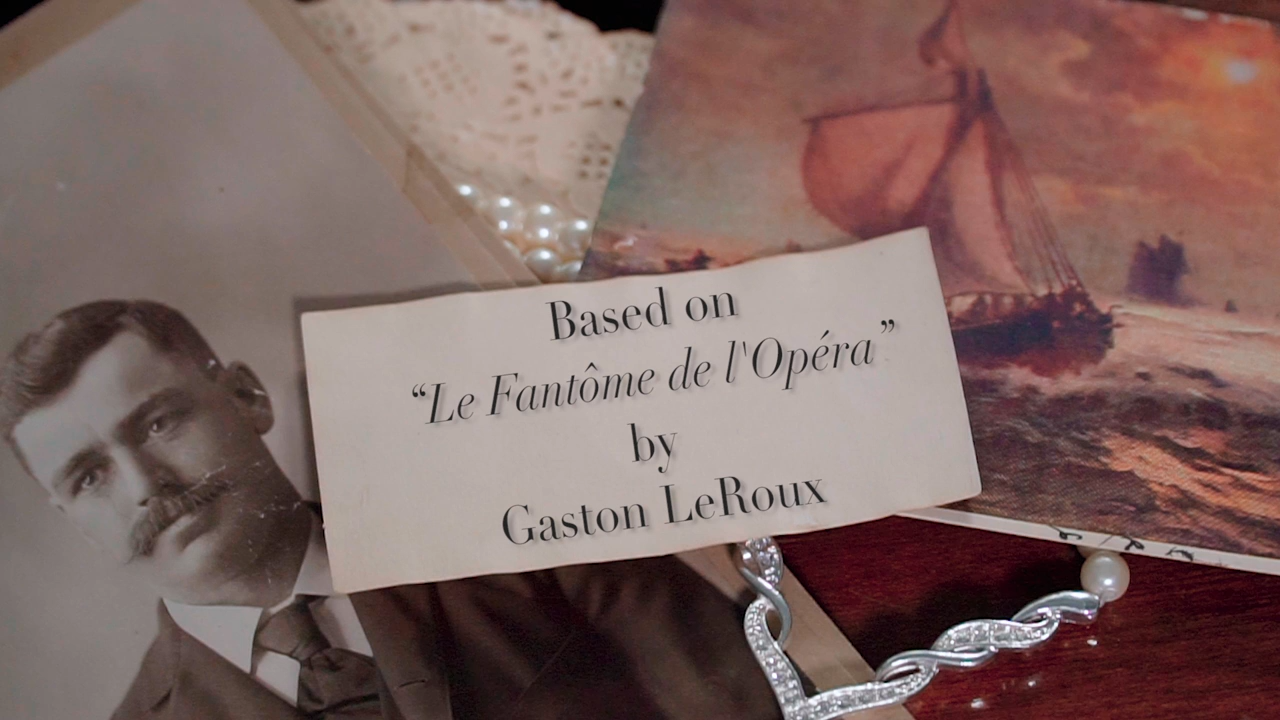 Based on
“Le Fantôme de l'Opéra”
by
Gaston LeRoux